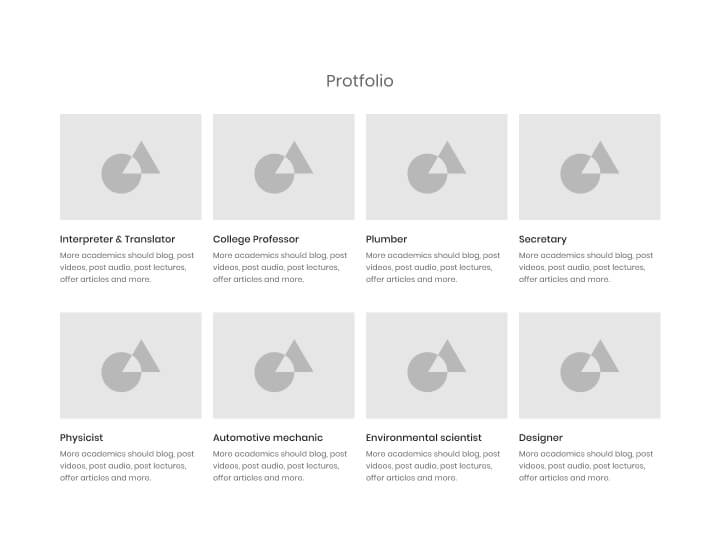 Protfolio
Interpreter & Translator
More academics should blog, post
videos, post audio, post lectures,
offer articles and more.
College Professor
More academics should blog, post
videos, post audio, post lectures,
offer articles and more.
Plumber
More academics should blog, post
videos, post audio, post lectures,
offer articles and more.
Secretary
More academics should blog, post
videos, post audio, post lectures,
offer articles and more.
Physicist
More academics should blog, post
videos, post audio, post lectures,
offer articles and more.
Automotive mechanic
More academics should blog, post
videos, post audio, post lectures,
offer articles and more.
Environmental scientist
More academics should blog, post
videos, post audio, post lectures,
offer articles and more.
Designer
More academics should blog, post
videos, post audio, post lectures,
offer articles and more.